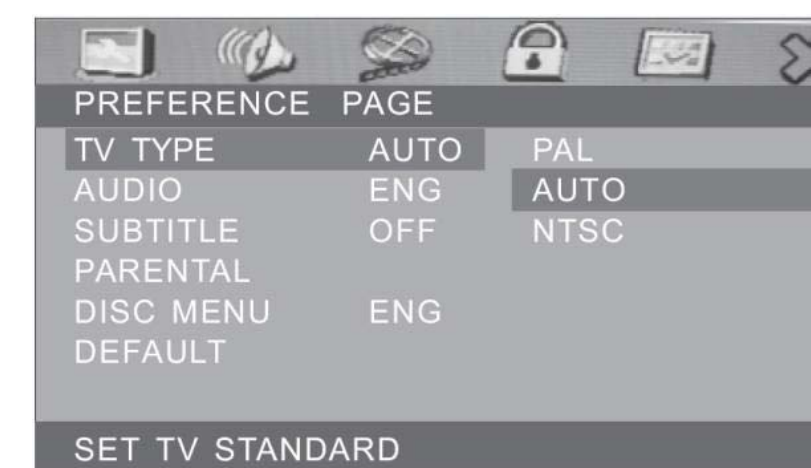 PREFERENCE PAGE
TV TYPE AUTO PAL
AUDIO ENG AUTO
SUBTITLE OFF NTSC
PARENTAL
DISC MENU ENG
DEFAULT
SET TV STANDARD